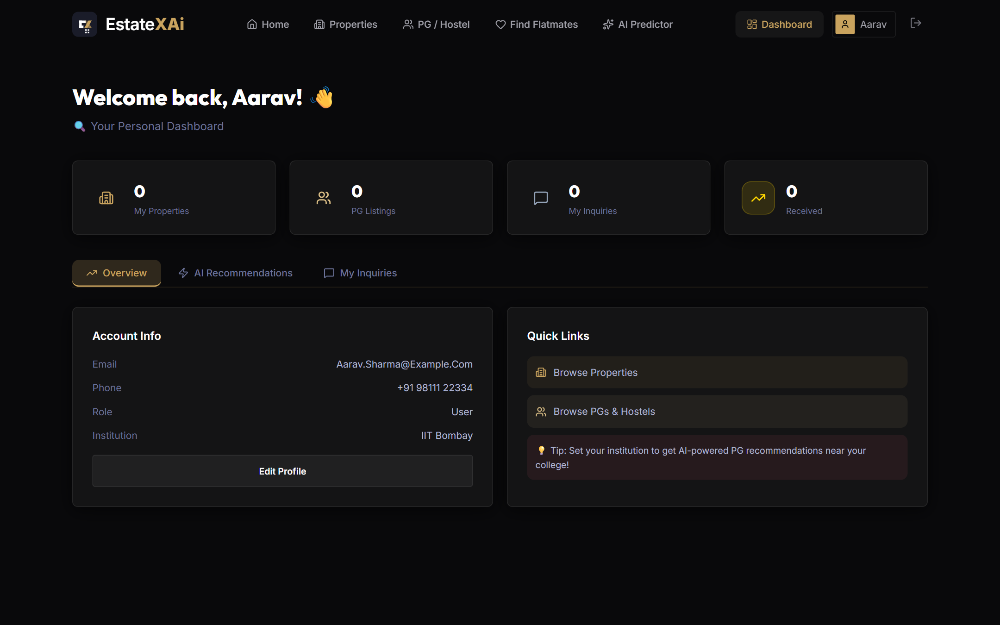 EstateXAi
Home
Properties
PG / Hostel
Find Flatmates
AI Predictor
Dashboard
Aarav
Welcome back, Aarav! 👋
🔍 Your Personal Dashboard
0
My Properties
0
PG Listings
0
My Inquiries
0
Received
Overview
AI Recommendations
My Inquiries
Account Info
Email
Aarav.Sharma@Example.Com
Phone
+91 98111 22334
Role
User
Institution
IIT Bombay
Edit Profile
Quick Links
Browse Properties
Browse PGs & Hostels
💡 Tip: Set your institution to get AI-powered PG recommendations near your
college!